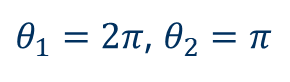 θ₁ = 2π, θ₂ = π